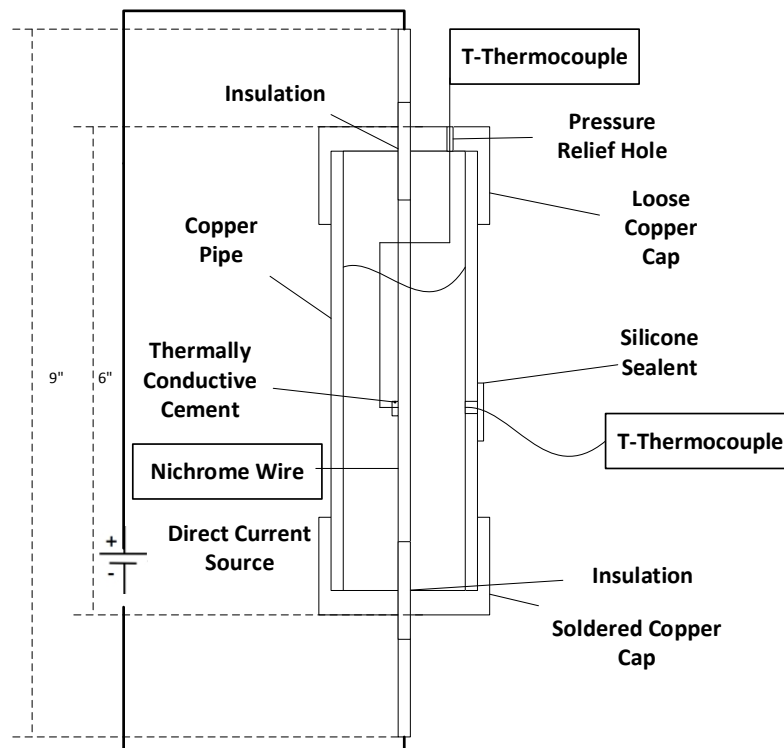 T-Thermocouple
Insulation
Pressure
Relief Hole
Copper
Pipe
Loose
Copper
Cap
Thermally
Conductive
Cement
Silicone
Sealent
9"
6"
T-Thermocouple
Nichrome Wire
Direct Current
Source
+
-
Insulation
Soldered Copper
Cap